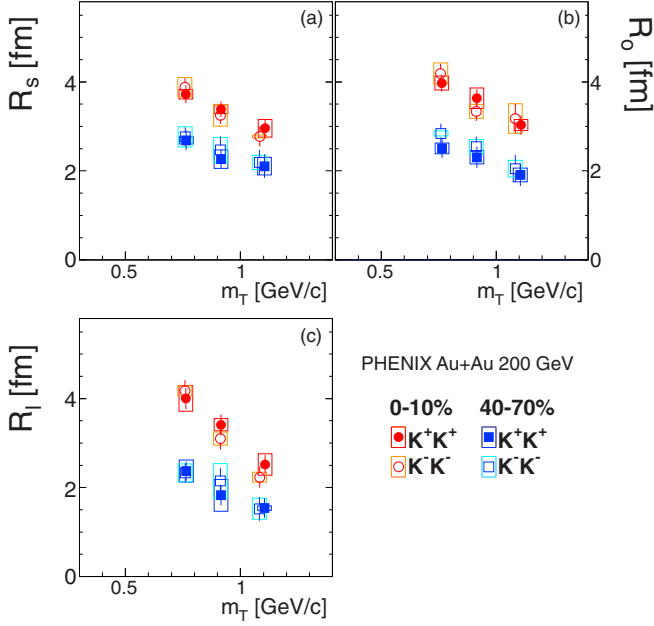 (a)
R_s [fm]
4
2
0
0.5 1
m_T [GeV/c]
(b)
R_o [fm]
4
2
0
0.5 1
m_T [GeV/c]
(c)
R_l [fm]
4
2
0
0.5 1
m_T [GeV/c]
PHENIX Au+Au 200 GeV
0-10% 40-70%
K⁺K⁺ K⁺K⁺
K⁻K⁻ K⁻K⁻